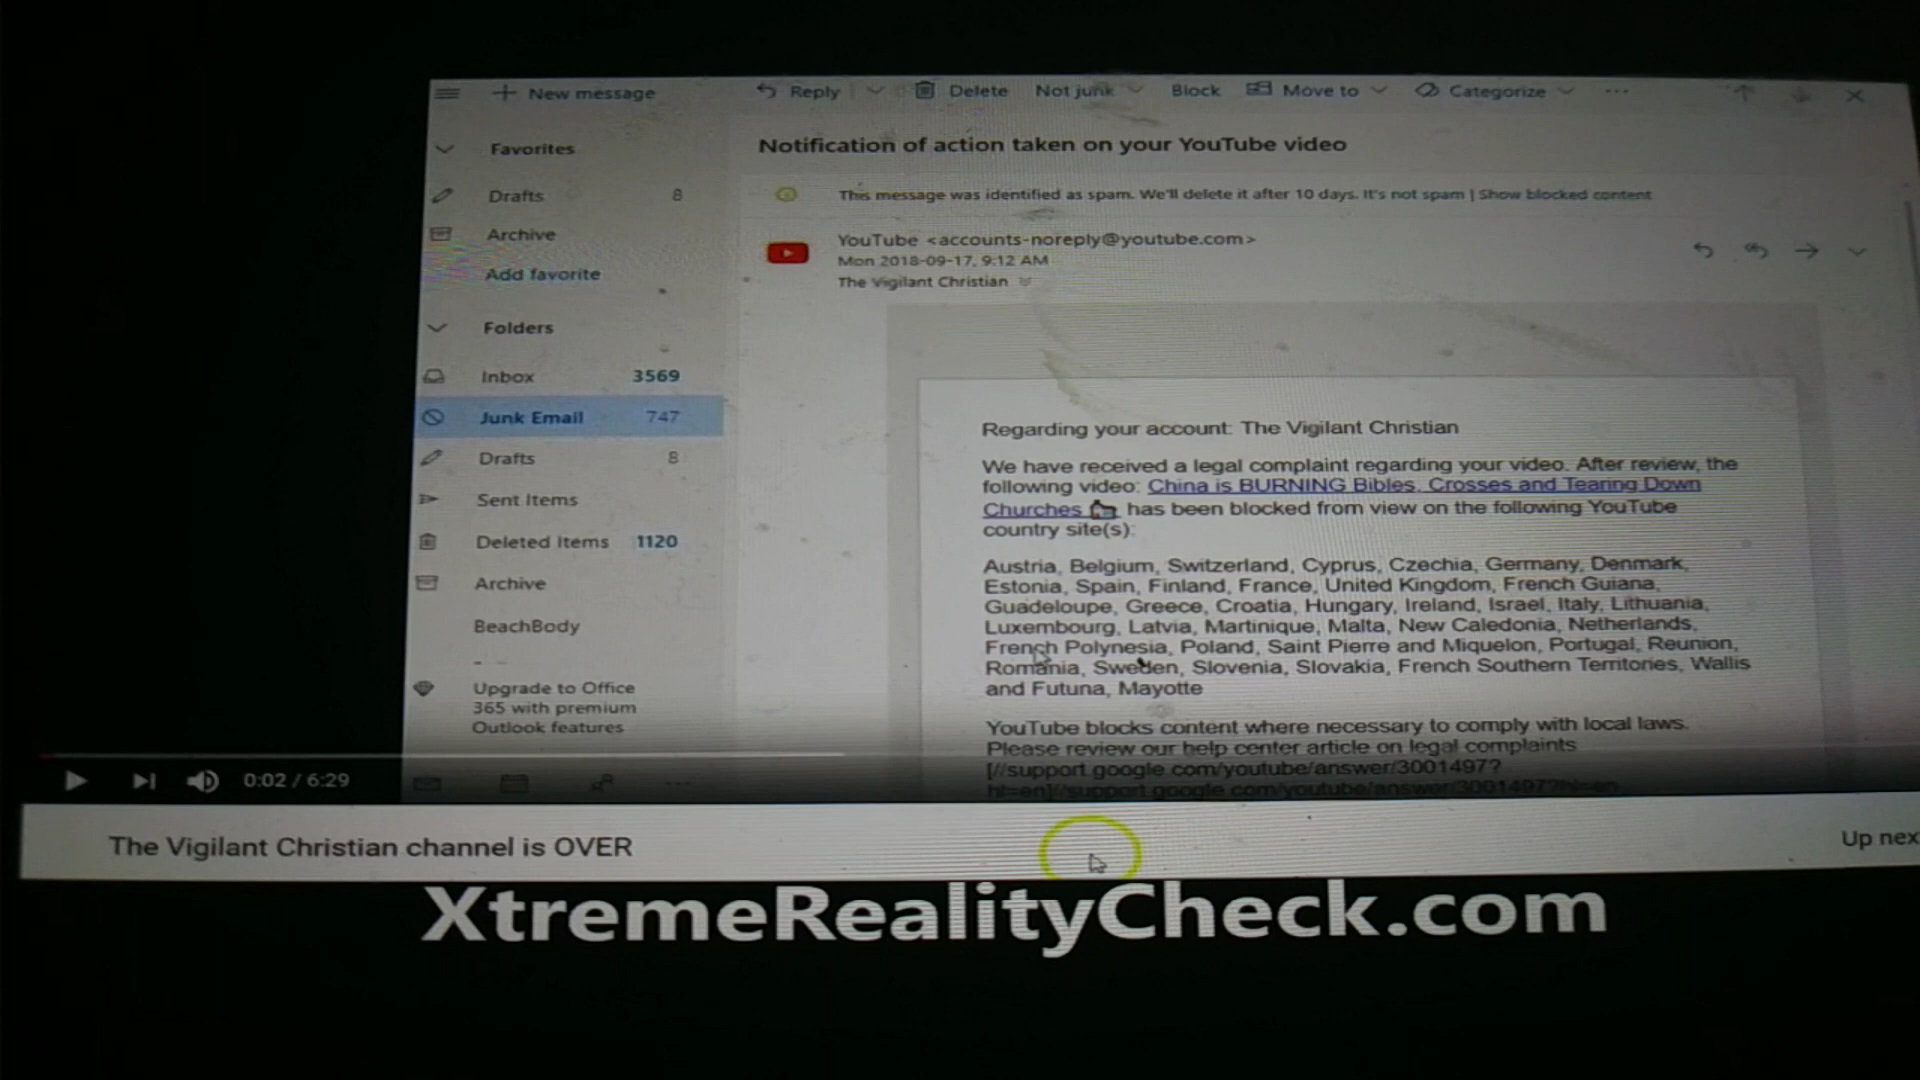 New message
Reply
Delete
Not junk
Block
Move to
Categorize
Favorites
Drafts 8
Archive
Add favorite
Folders
Inbox 3569
Junk Email 747
Drafts 8
Sent Items
Deleted Items 1120
Archive
BeachBody
Upgrade to Office
365 with premium
Outlook features
Notification of action taken on your YouTube video
This message was identified as spam. We'll delete it after 10 days. It's not spam | Show blocked content
YouTube <accounts-noreply@youtube.com>
Mon 2018-09-17, 9:12 AM
The Vigilant Christian
Regarding your account: The Vigilant Christian
We have received a legal complaint regarding your video. After review, the
following video: China is BURNING Bibles, Crosses and Tearing Down
Churches has been blocked from view on the following YouTube
country site(s):
Austria, Belgium, Switzerland, Cyprus, Czechia, Germany, Denmark,
Estonia, Spain, Finland, France, United Kingdom, French Guiana,
Guadeloupe, Greece, Croatia, Hungary, Ireland, Israel, Italy, Lithuania,
Luxembourg, Latvia, Martinique, Malta, New Caledonia, Netherlands,
French Polynesia, Poland, Saint Pierre and Miquelon, Portugal, Reunion,
Romania, Sweden, Slovenia, Slovakia, French Southern Territories, Wallis
and Futuna, Mayotte
YouTube blocks content where necessary to comply with local laws.
Please review our help center article on legal complaints
[//support.google.com/youtube/answer/3001497?
hl=en]//support.google.com/youtube/answer/3001497?hl=en
0:02 / 6:29
The Vigilant Christian channel is OVER
Up nex
XtremeRealityCheck.com